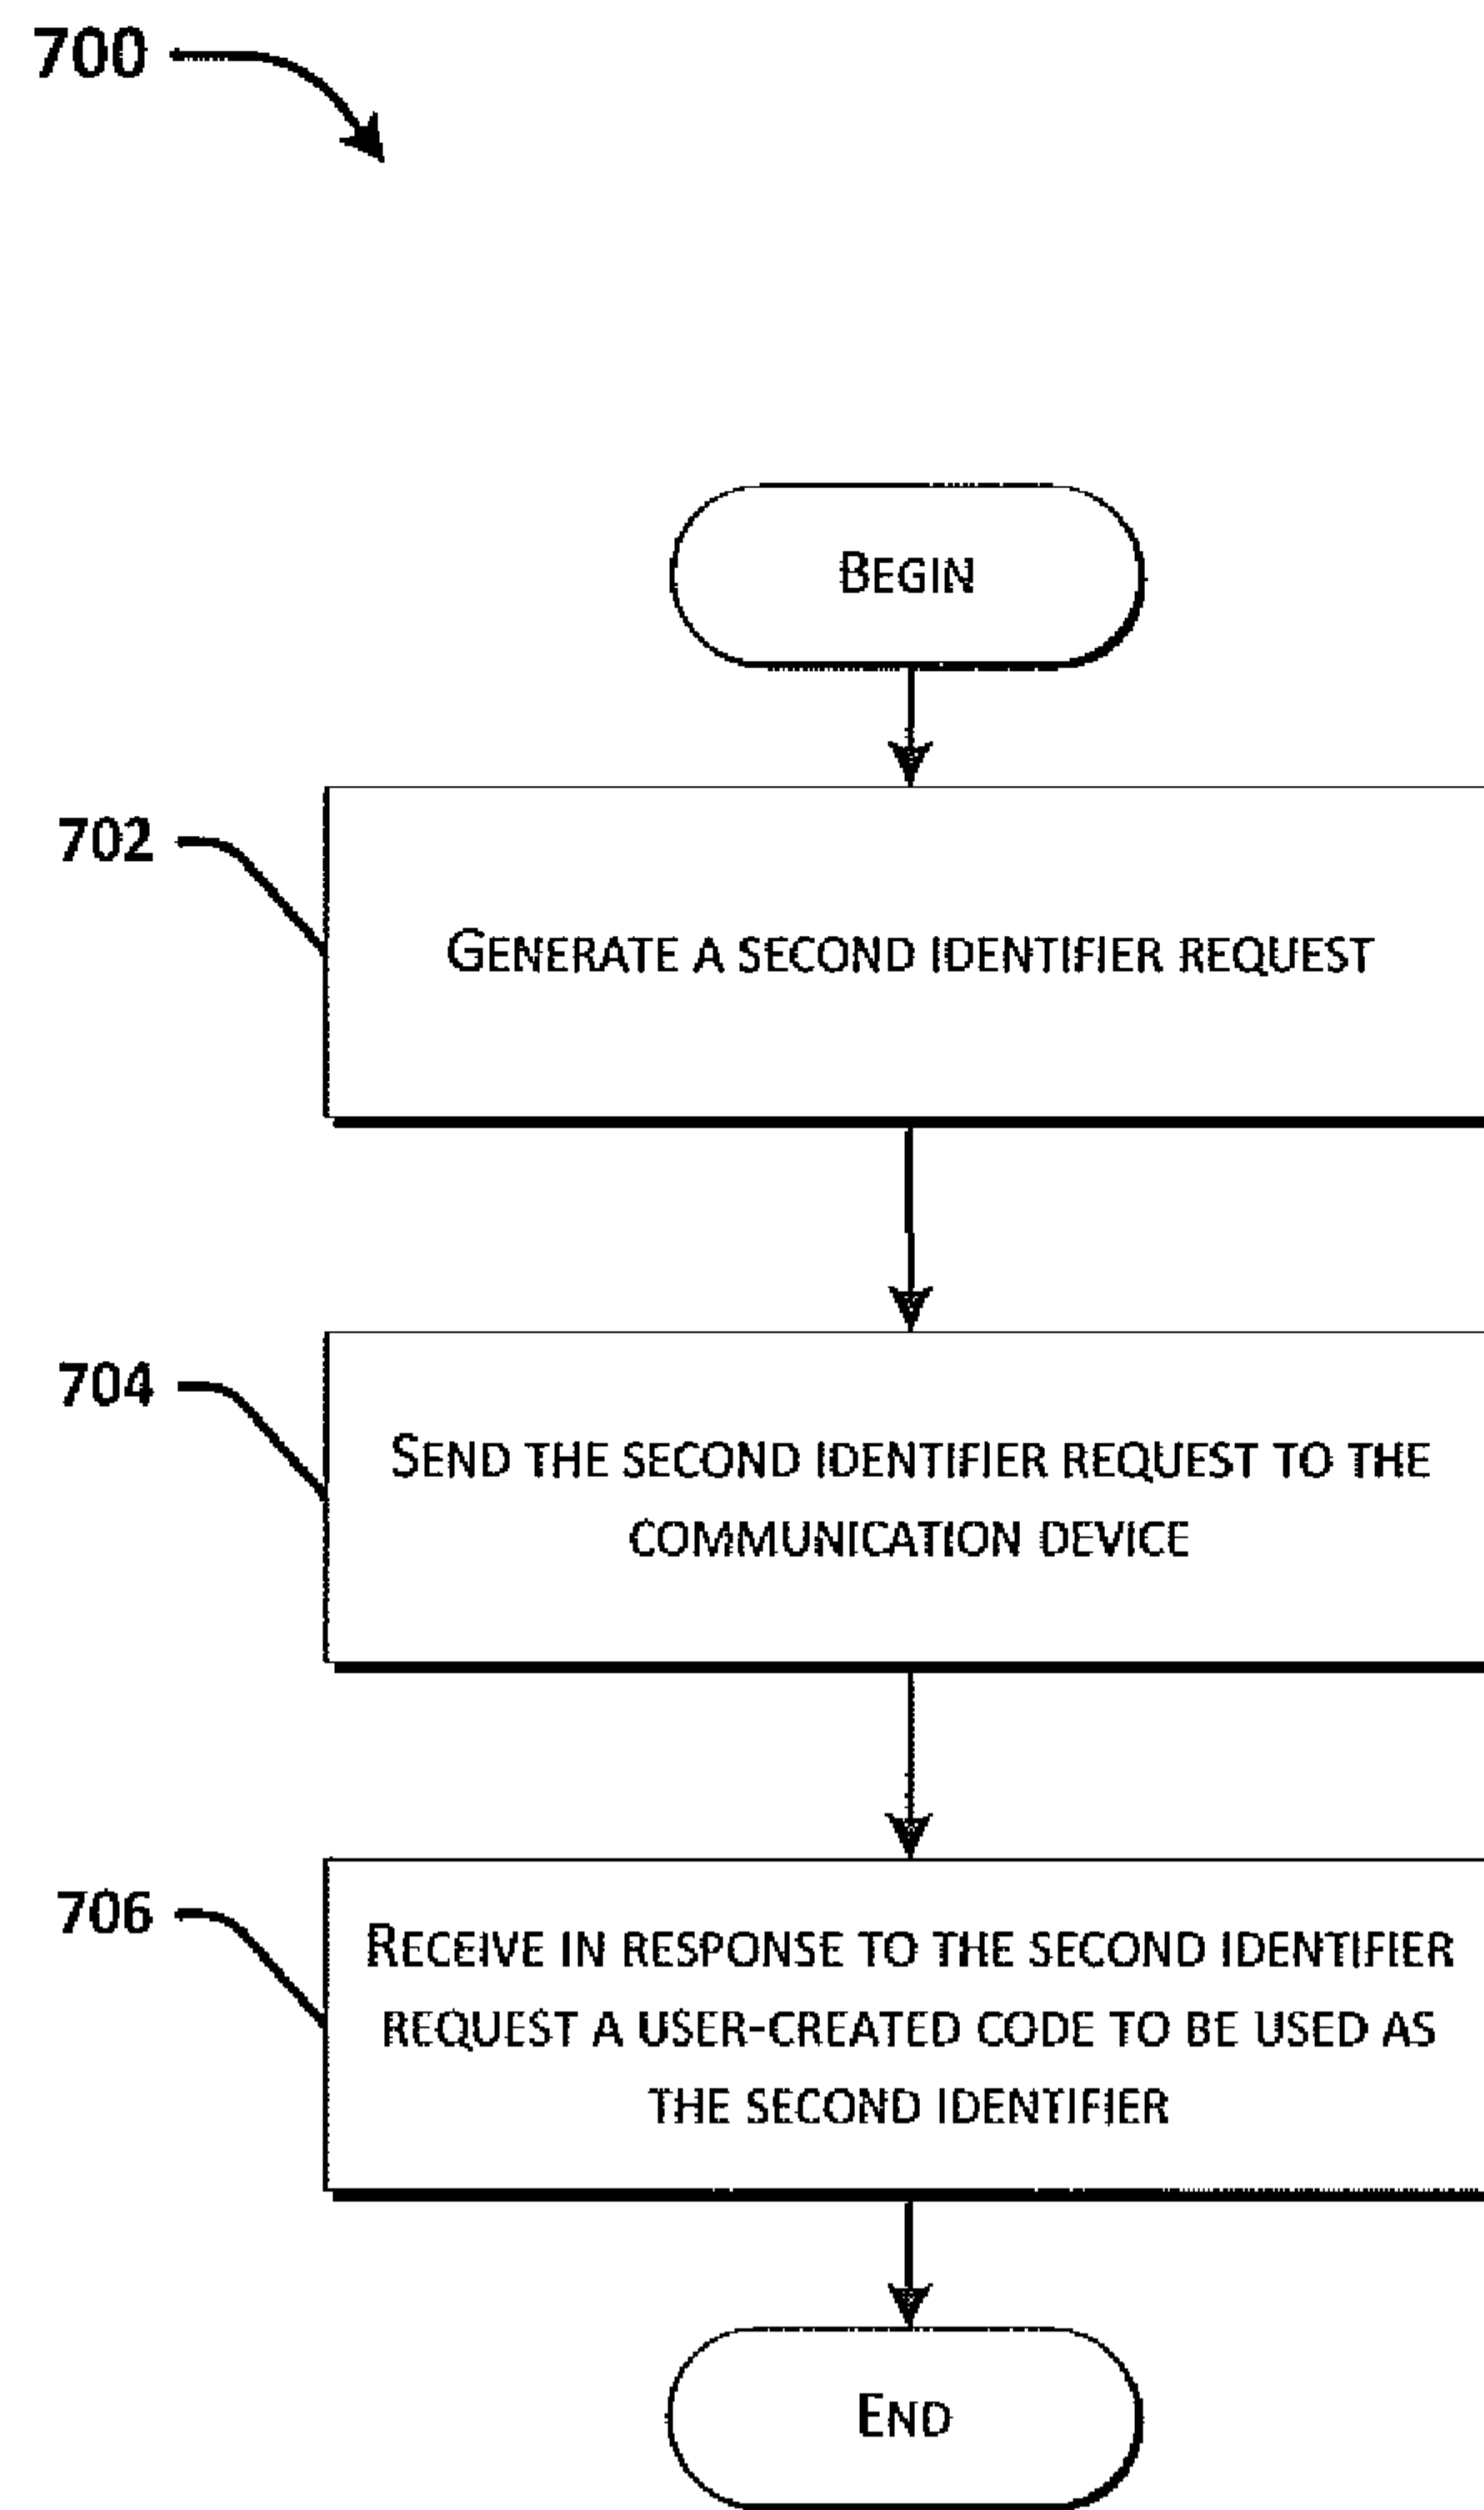 700
BEGIN
702
GENERATE A SECOND IDENTIFIER REQUEST
704
SEND THE SECOND IDENTIFIER REQUEST TO THE
COMMUNICATION DEVICE
706
RECEIVE IN RESPONSE TO THE SECOND IDENTIFIER
REQUEST A USER-CREATED CODE TO BE USED AS
THE SECOND IDENTIFIER
END